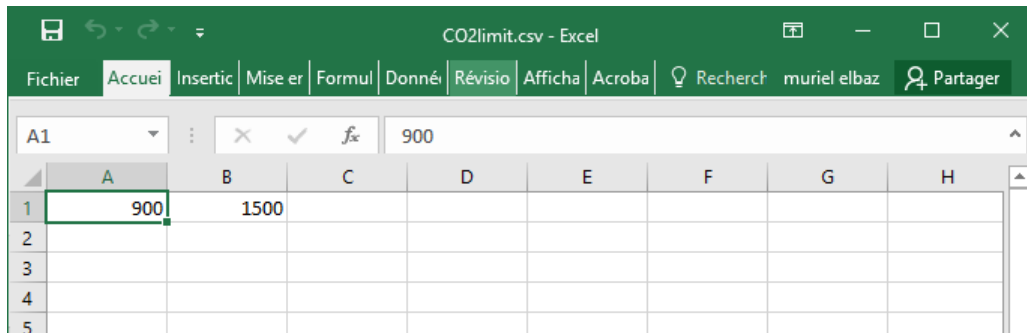 CO2limit.csv - Excel
Fichier Accuei Insertic Mise er Formul Donné Révisio Afficha Acroba Recherch muriel elbaz Partager
A1 fx 900
A B C D E F G H
1 900 1500
2
3
4
5